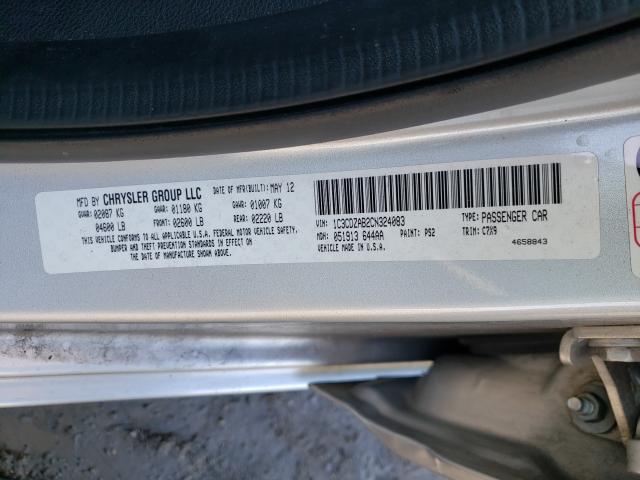 MFD BY CHRYSLER GROUP LLC DATE OF MFR(BUILT): MAY 12
GVWR: GAWR: GAWR:
02087 KG 01180 KG 01007 KG
FRONT: REAR:
04600 LB 02600 LB 02220 LB
THIS VEHICLE CONFORMS TO ALL APPLICABLE U.S.A. FEDERAL MOTOR VEHICLE SAFETY,
BUMPER AND THEFT PREVENTION STANDARDS IN EFFECT ON
THE DATE OF MANUFACTURE SHOWN ABOVE.
VIN: 1C3CDZAB2CN324083 TYPE: PASSENGER CAR
MDH: 051913 644AA PAINT: PS2 TRIM: C7X9
MADE IN U.S.A. 4658843